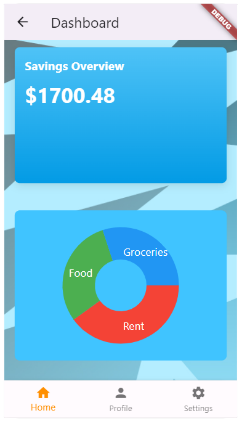 Dashboard
DEBUG
Savings Overview
$1700.48
Groceries
Food
Rent
Home
Profile
Settings